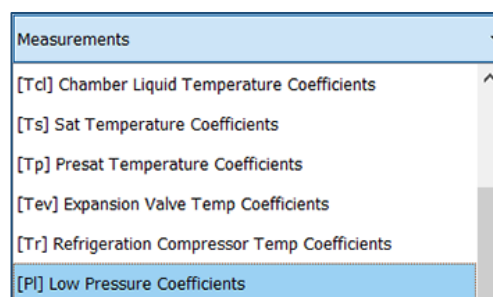 Measurements
[Tcl] Chamber Liquid Temperature Coefficients
[Ts] Sat Temperature Coefficients
[Tp] Presat Temperature Coefficients
[Tev] Expansion Valve Temp Coefficients
[Tr] Refrigeration Compressor Temp Coefficients
[Pl] Low Pressure Coefficients